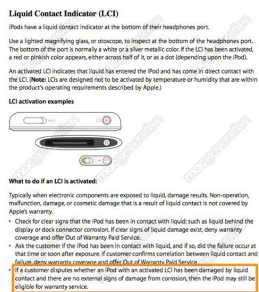 Liquid Contact Indicator (LCI)
iPods have a liquid contact indicator at the bottom of their headphones port.
Use a lighted magnifying glass, or otoscope, to inspect at the bottom of the headphones port.
The bottom of the port is normally a white or a silver metallic color. If the LCI has been activated,
a red or pinkish color appears, either across half of it, or as a dot (depending upon the iPod).
An activated LCI indicates that liquid has entered the iPod and has come in direct contact with
the LCI. (Note: LCIs are designed not to be activated by temperature or humidity that are within
the product's operating requirements described by Apple.)
LCI activation examples
What to do if an LCI is activated:
Typically when electronic components are exposed to liquid, damage results. Non-operation,
malfunction, damage, or cosmetic damage that is a result of liquid contact is not covered by
Apple's warranty.
• Check for clear signs that the iPod has been in contact with liquid; such as liquid behind the
display or dock connector corrosion. If clear signs of liquid damage exist, deny warranty
coverage and offer Out Of Warranty Pay Service.
• Ask the customer if the iPod has been in contact with liquid, and if so, did the failure occur at
that time or soon after exposure. If customer confirms correlation between liquid contact and
failure, deny warranty coverage and offer Out Of Warranty Pay Service.
• If a customer disputes whether an iPod with an activated LCI has been damaged by liquid
contact and there are no external signs of damage from corrosion, then the iPod may still be
eligible for warranty service.